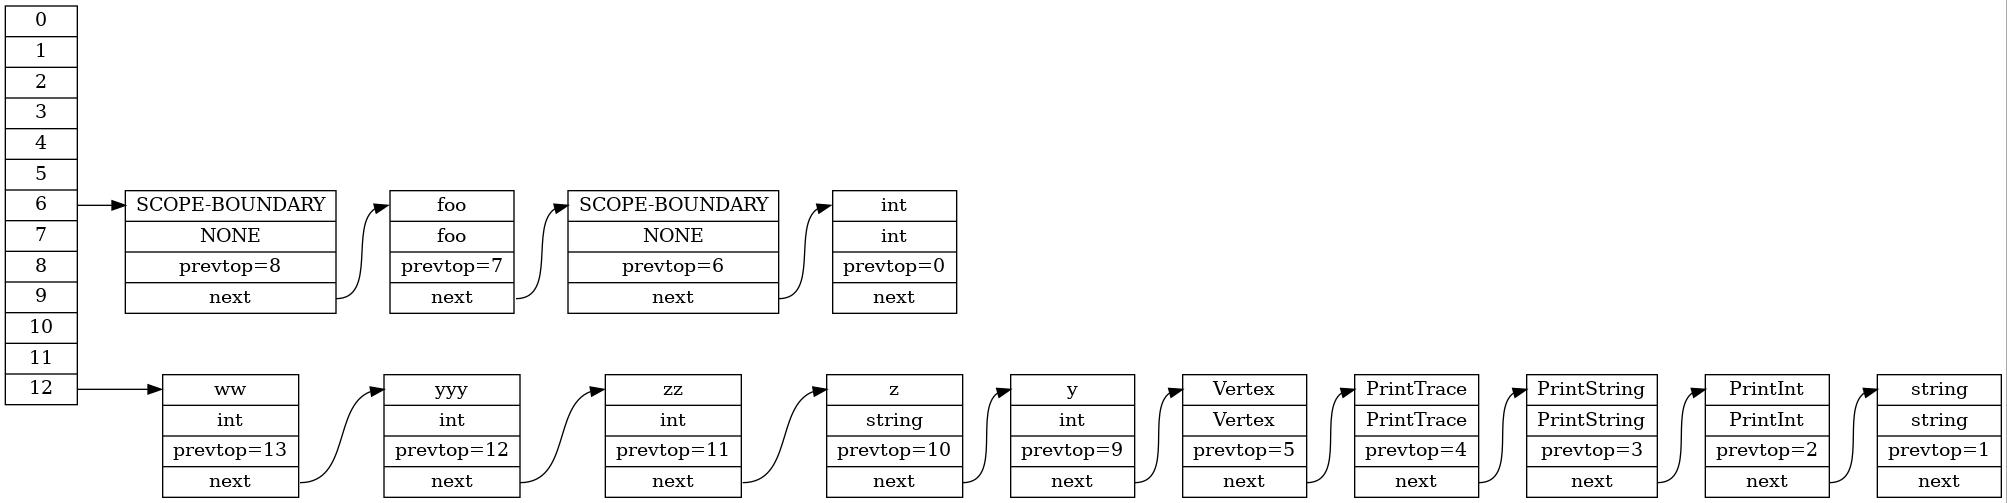 0
1
2
3
4
5
6
7
8
9
10
11
12
SCOPE-BOUNDARY
NONE
prevtop=8
next
foo
foo
prevtop=7
next
SCOPE-BOUNDARY
NONE
prevtop=6
next
int
int
prevtop=0
next
ww
int
prevtop=13
next
yyy
int
prevtop=12
next
zz
int
prevtop=11
next
z
string
prevtop=10
next
y
int
prevtop=9
next
Vertex
Vertex
prevtop=5
next
PrintTrace
PrintTrace
prevtop=4
next
PrintString
PrintString
prevtop=3
next
PrintInt
PrintInt
prevtop=2
next
string
string
prevtop=1
next